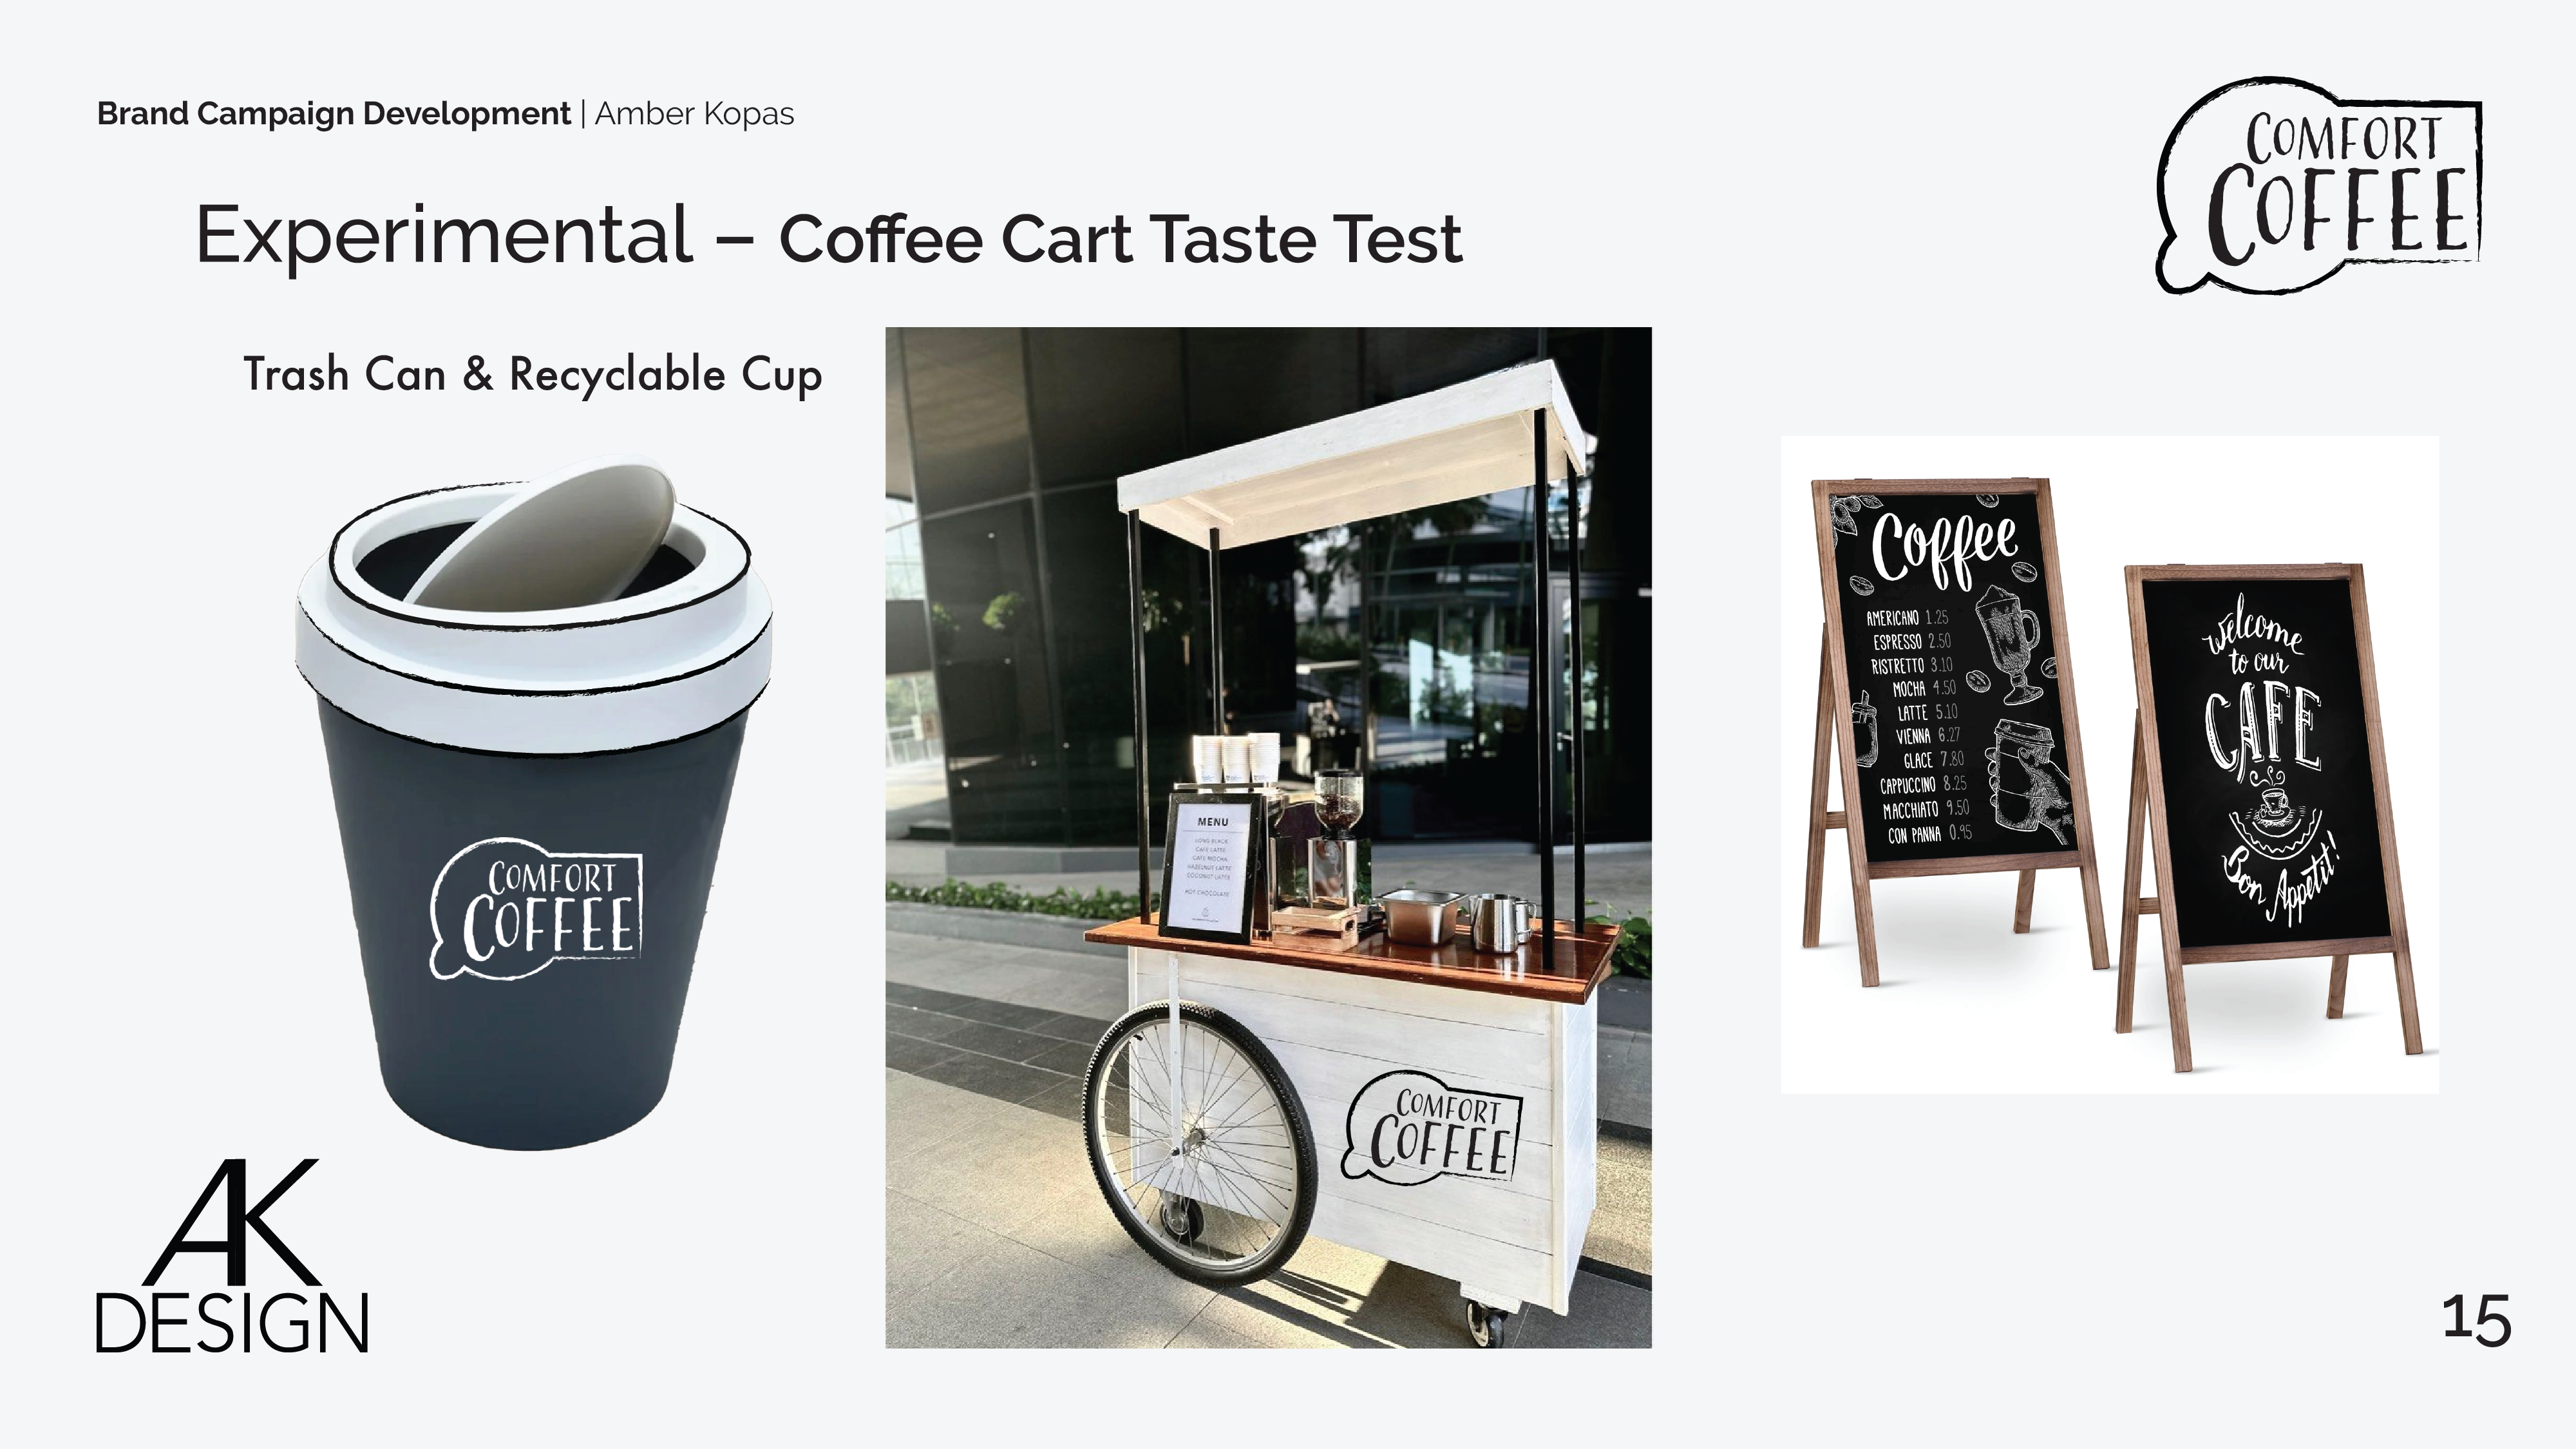 Brand Campaign Development | Amber Kopas
COMFORT
COFFEE
Experimental – Coffee Cart Taste Test
Trash Can & Recyclable Cup
COMFORT
COFFEE
MENU
LONG BLACK
CAFE LATTE
CAFE MOCHA
HAZELNUT LATTE
COCONUT LATTE
HOT CHOCOLATE
COMFORT
COFFEE
Coffee
AMERICANO 1.25
ESPRESSO 2.50
RISTRETTO 3.10
MOCHA 4.50
LATTE 5.10
VIENNA 6.27
GLACE 7.80
CAPPUCCINO 8.25
MACCHIATO 9.50
CON PANNA 0.95
welcome
to our
CAFE
Bon Appetit!
AK
DESIGN
15